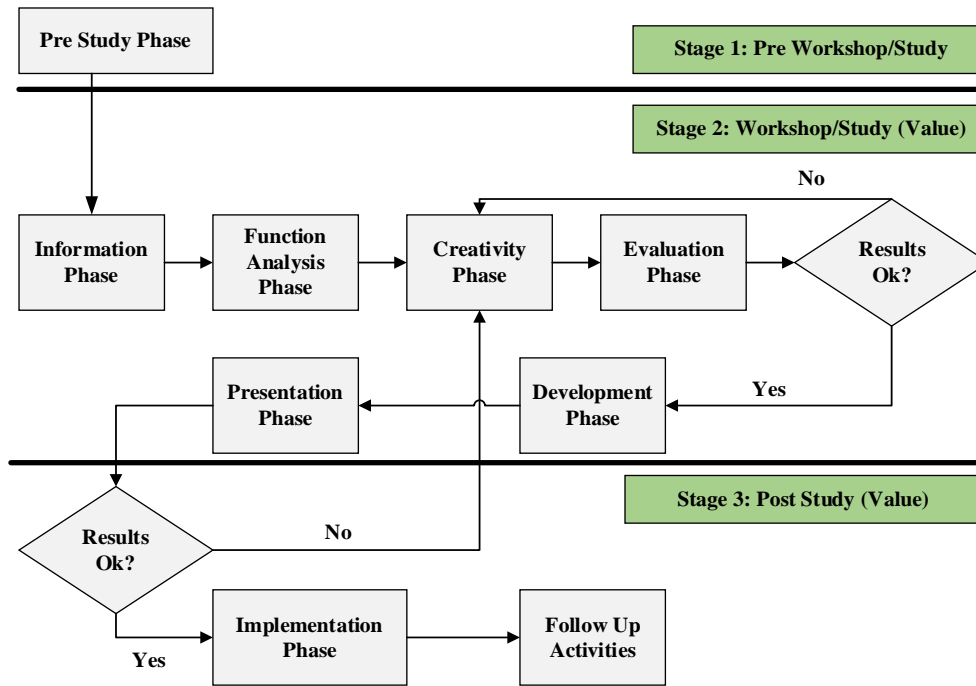 Pre Study Phase
Stage 1: Pre Workshop/Study
Stage 2: Workshop/Study (Value)
No
Information
Phase
Function
Analysis
Phase
Creativity
Phase
Evaluation
Phase
Results
Ok?
Presentation
Phase
Development
Phase
Yes
Stage 3: Post Study (Value)
Results
Ok?
No
Implementation
Phase
Follow Up
Activities
Yes